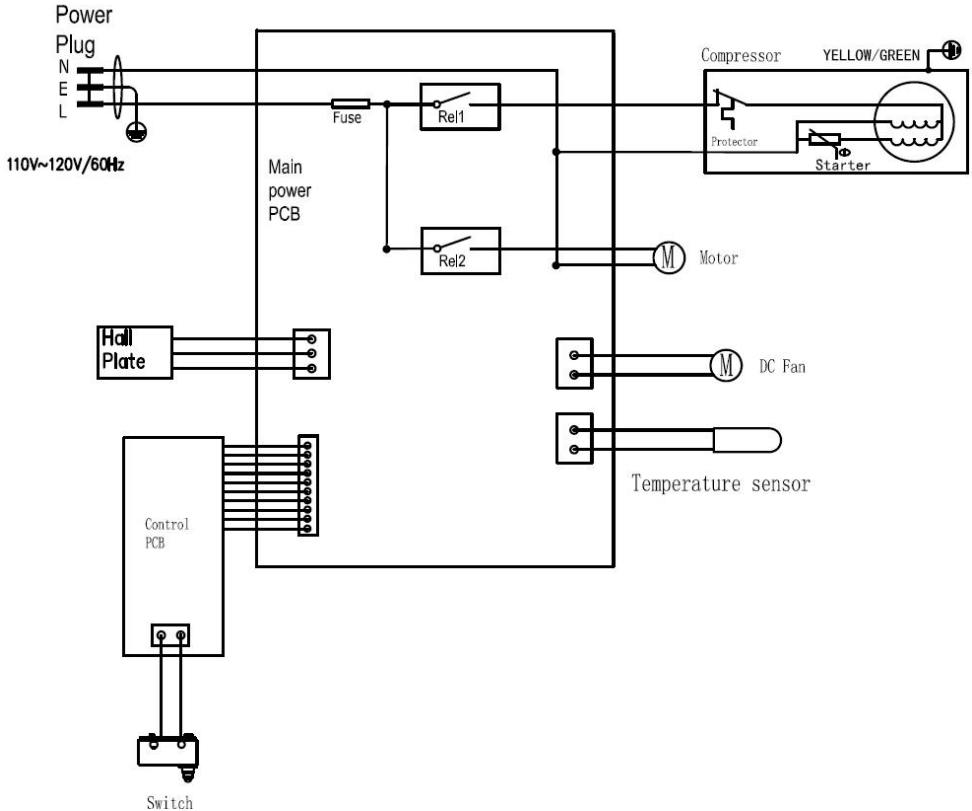 Power
Plug
N
E
L
110V~120V/60Hz
Fuse
Rel1
Main
power
PCB
Rel2
Compressor
YELLOW/GREEN
Protector
Starter
M
Motor
Hall
Plate
M
DC Fan
Temperature sensor
Control
PCB
Switch